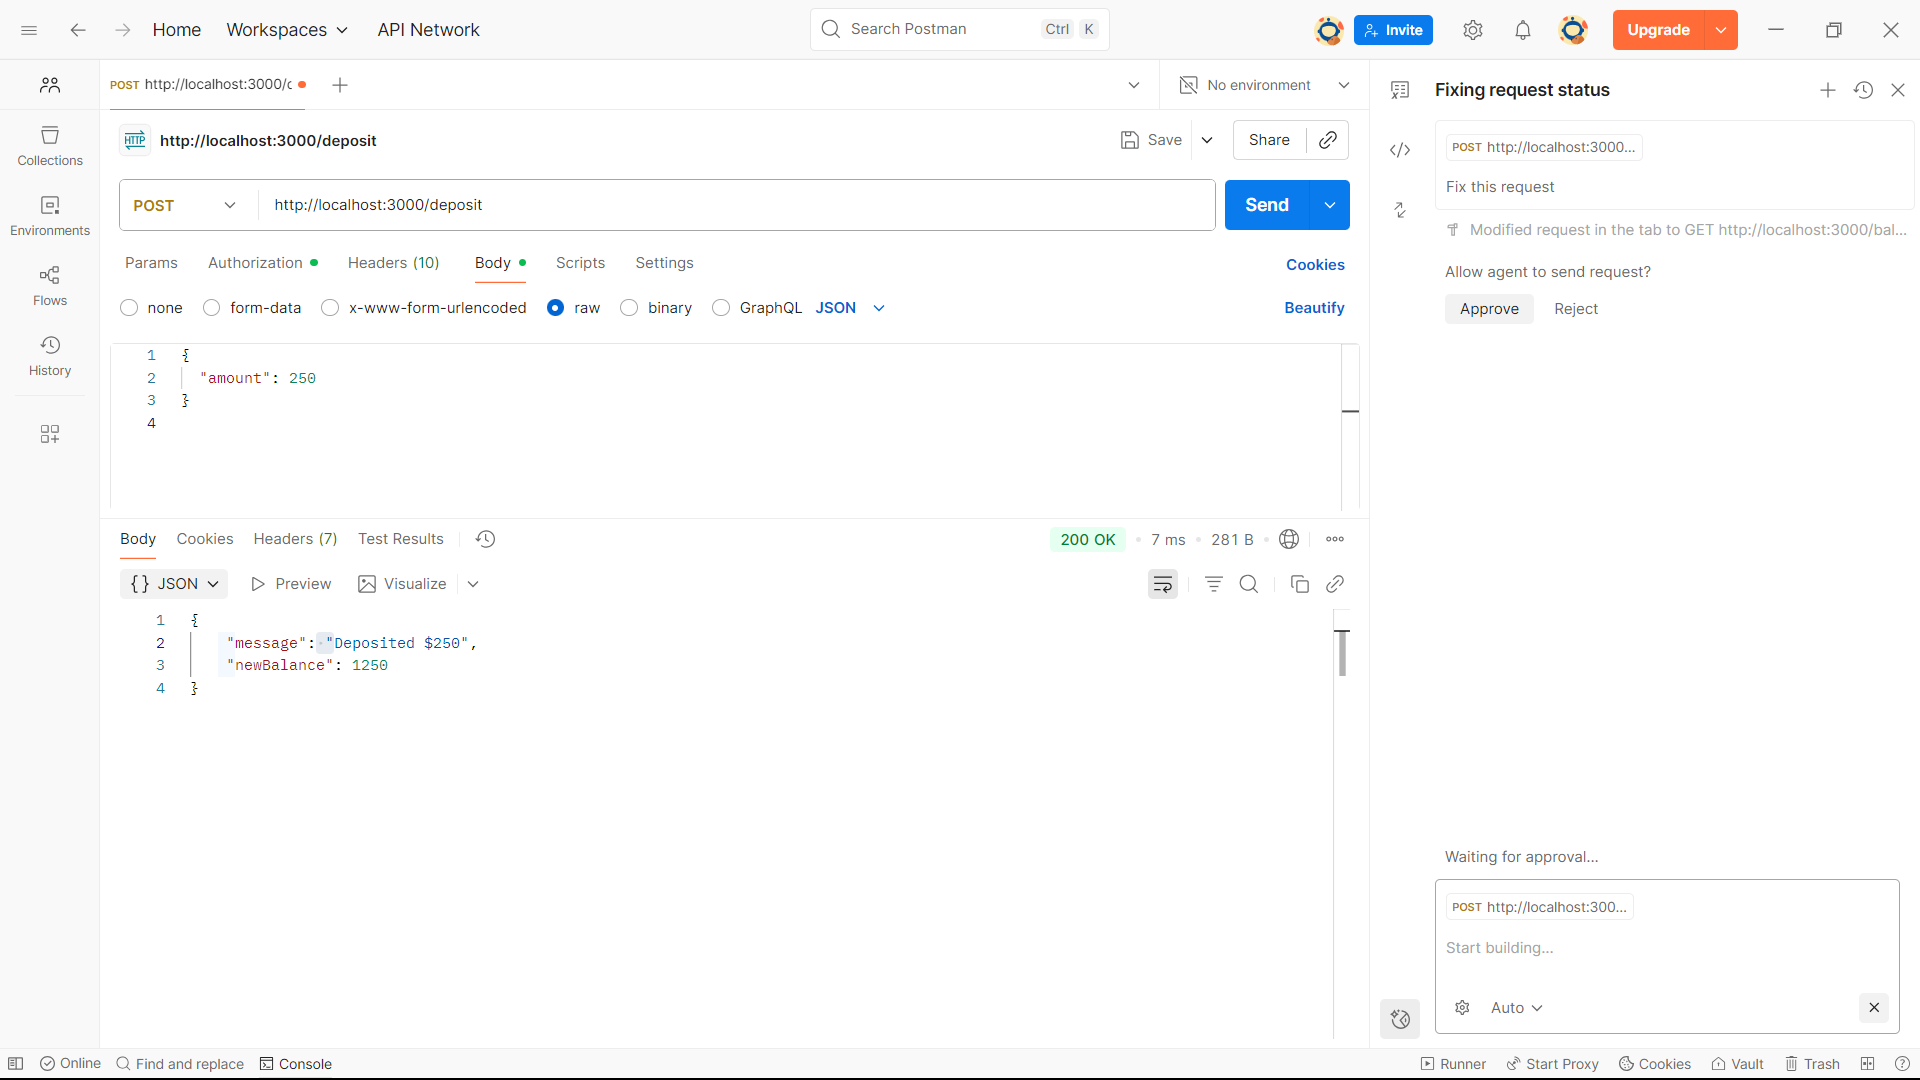 Home Workspaces API Network Search Postman Ctrl K Invite Upgrade
POST http://localhost:3000/c No environment
Fixing request status
Collections
Environments
Flows
History
HTTP http://localhost:3000/deposit Save Share
POST http://localhost:3000/deposit Send
Params Authorization Headers (10) Body Scripts Settings Cookies
none form-data x-www-form-urlencoded raw binary GraphQL JSON Beautify
1 {
2 "amount": 250
3 }
4
Body Cookies Headers (7) Test Results 200 OK • 7 ms • 281 B •
{} JSON Preview Visualize
1 {
2 "message": "Deposited $250",
3 "newBalance": 1250
4 }
POST http://localhost:3000...
Fix this request
Modified request in the tab to GET http://localhost:3000/bal...
Allow agent to send request?
Approve Reject
Waiting for approval...
POST http://localhost:300...
Start building...
Auto
Online Find and replace Console Runner Start Proxy Cookies Vault Trash